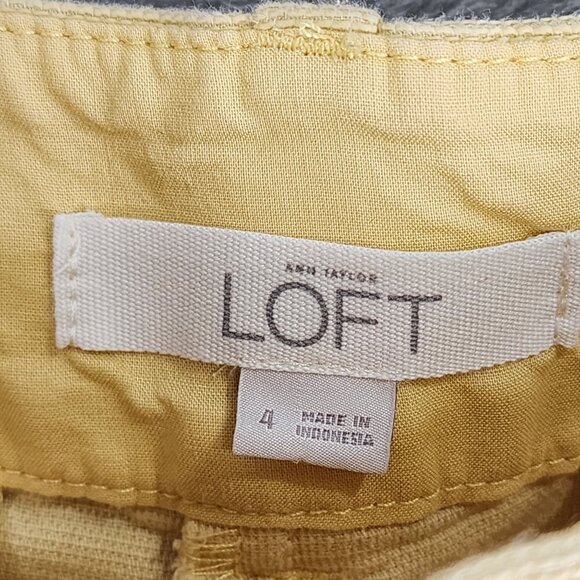 ANN TAYLOR
LOFT
4
MADE IN
INDONESIA